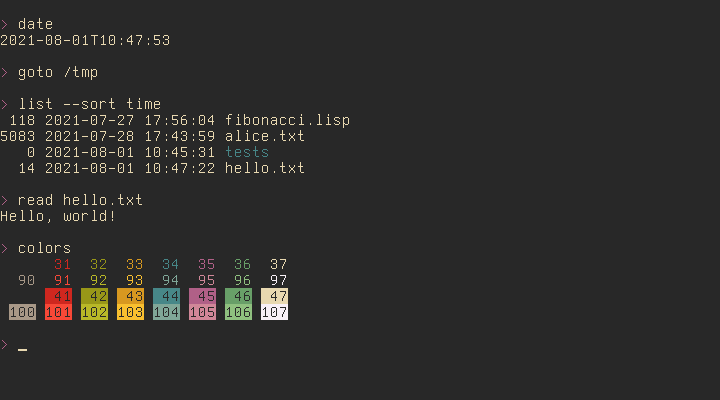 > date
2021-08-01T10:47:53
> goto /tmp
> list --sort time
118 2021-07-27 17:56:04 fibonacci.lisp
5083 2021-07-28 17:43:59 alice.txt
0 2021-08-01 10:45:31 tests
14 2021-08-01 10:47:22 hello.txt
> read hello.txt
Hello, world!
> colors
31 32 33 34 35 36 37
90 91 92 93 94 95 96 97
41 42 43 44 45 46 47
100 101 102 103 104 105 106 107
> _